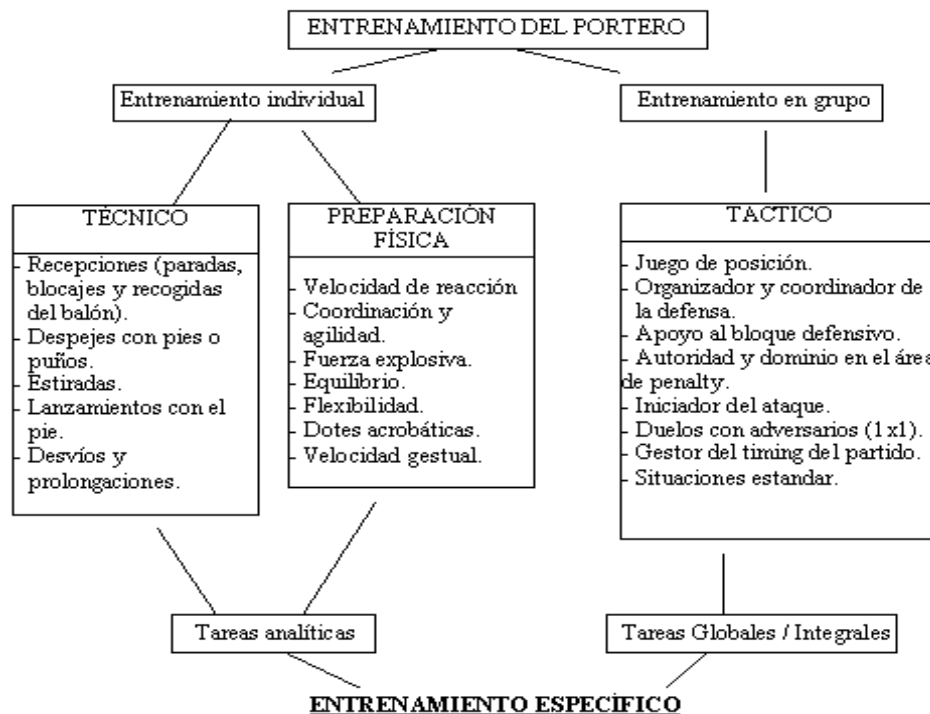 ENTRENAMIENTO DEL PORTERO
Entrenamiento individual
Entrenamiento en grupo
TÉCNICO
- Recepciones (paradas,
blocajes y recogidas
del balón).
- Despejes con pies o
puños.
- Estiradas.
- Lanzamientos con el
pie.
- Desvíos y
prolongaciones.
PREPARACIÓN
FÍSICA
- Velocidad de reacción
- Coordinación y
agilidad.
- Fuerza explosiva.
- Equilibrio.
- Flexibilidad.
- Dotes acrobáticas.
- Velocidad gestual.
TACTICO
- Juego de posición.
- Organizador y coordinador de
la defensa.
- Apoyo al bloque defensivo.
- Autoridad y dominio en el área
de penalty.
- Iniciador del ataque.
- Duelos con adversarios (1x1).
- Gestor del timing del partido.
- Situaciones estandar.
Tareas analíticas
Tareas Globales / Integrales
ENTRENAMIENTO ESPECÍFICO